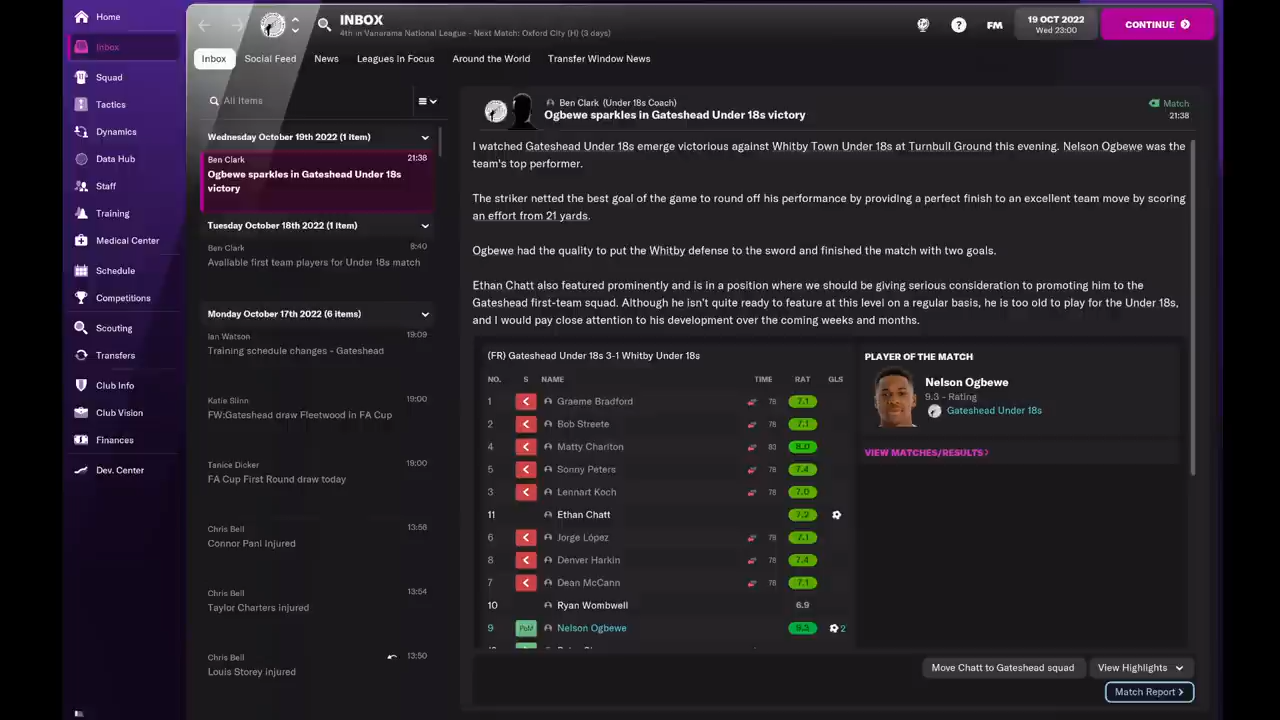 Home
Inbox
Squad
Tactics
Dynamics
Data Hub
Staff
Training
Medical Center
Schedule
Competitions
Scouting
Transfers
Club Info
Club Vision
Finances
Dev. Center
INBOX
4th in Vanarama National League - Next Match: Oxford City (H) (3 days)
?
FM
19 OCT 2022
Wed 23:00
CONTINUE
Inbox Social Feed News Leagues in Focus Around the World Transfer Window News
All Items
Wednesday October 19th 2022 (1 item)
Ben Clark 21:38
Ogbewe sparkles in Gateshead Under 18s
victory
Tuesday October 18th 2022 (1 item)
Ben Clark 8:40
Available first team players for Under 18s match
Monday October 17th 2022 (6 items)
Ian Watson 19:09
Training schedule changes - Gateshead
Katie Slinn 19:00
FW:Gateshead draw Fleetwood in FA Cup
Tanice Dicker 19:00
FA Cup First Round draw today
Chris Bell 13:58
Connor Pani injured
Chris Bell 13:54
Taylor Charters injured
Chris Bell 13:50
Louis Storey injured
Ben Clark (Under 18s Coach)
Ogbewe sparkles in Gateshead Under 18s victory
Match
21:38
I watched Gateshead Under 18s emerge victorious against Whitby Town Under 18s at Turnbull Ground this evening. Nelson Ogbewe was the
team's top performer.
The striker netted the best goal of the game to round off his performance by providing a perfect finish to an excellent team move by scoring
an effort from 21 yards.
Ogbewe had the quality to put the Whitby defense to the sword and finished the match with two goals.
Ethan Chatt also featured prominently and is in a position where we should be giving serious consideration to promoting him to the
Gateshead first-team squad. Although he isn't quite ready to feature at this level on a regular basis, he is too old to play for the Under 18s,
and I would pay close attention to his development over the coming weeks and months.
(FR) Gateshead Under 18s 3-1 Whitby Under 18s
NO. S NAME TIME RAT GLS
1 Graeme Bradford 78 7.1
2 Bob Streete 78 7.1
4 Matty Charlton 83 8.0
5 Sonny Peters 78 7.4
3 Lennart Koch 78 7.0
11 Ethan Chatt 7.2
6 Jorge López 78 7.1
8 Denver Harkin 78 7.4
7 Dean McCann 78 7.1
10 Ryan Wombwell 6.9
9 PoM Nelson Ogbewe 9.3 2
PLAYER OF THE MATCH
Nelson Ogbewe
9.3 - Rating
Gateshead Under 18s
VIEW MATCHES/RESULTS>
Move Chatt to Gateshead squad
View Highlights
Match Report >